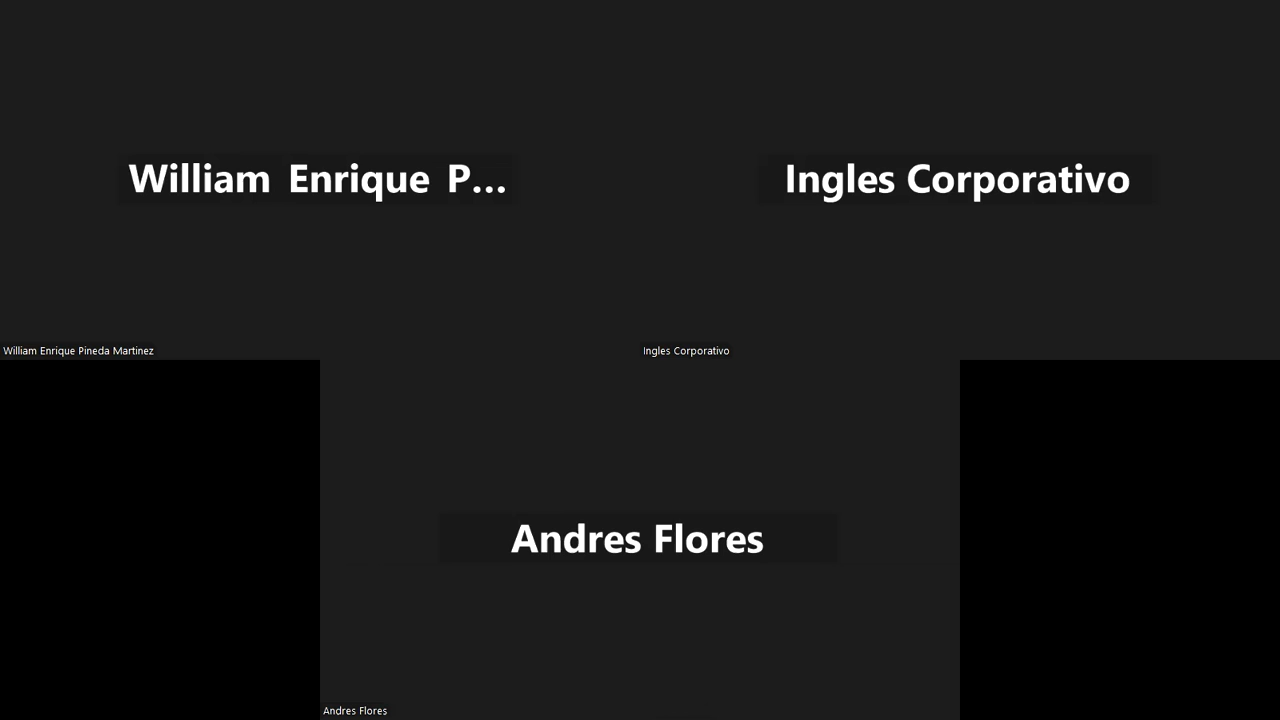 William Enrique P...
Ingles Corporativo
William Enrique Pineda Martinez
Ingles Corporativo
Andres Flores
Andres Flores